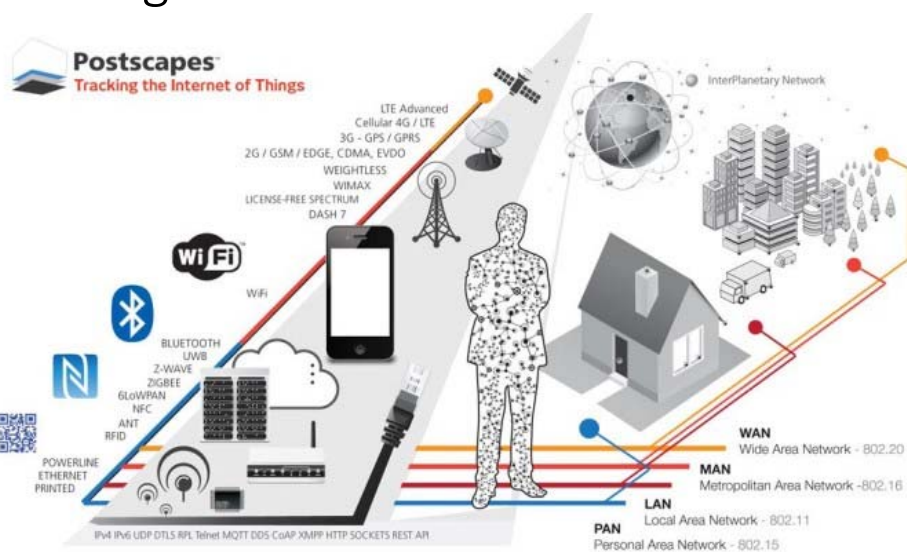 Postscapes
Tracking the Internet of Things
InterPlanetary Network
LTE Advanced
Cellular 4G / LTE
3G - GPS / GPRS
2G / GSM / EDGE, CDMA, EVDO
WEIGHTLESS
WIMAX
LICENSE-FREE SPECTRUM
DASH 7
WiFi
WiFi
BLUETOOTH
UWB
Z-WAVE
ZIGBEE
6LoWPAN
NFC
ANT
RFID
POWERLINE
ETHERNET
PRINTED
WAN
Wide Area Network - 802.20
MAN
Metropolitan Area Network -802.16
LAN
Local Area Network - 802.11
PAN
Personal Area Network - 802.15
IPv4 IPv6 UDP DTLS RPL Telnet MQTT DDS CoAP XMPP HTTP SOCKETS REST API